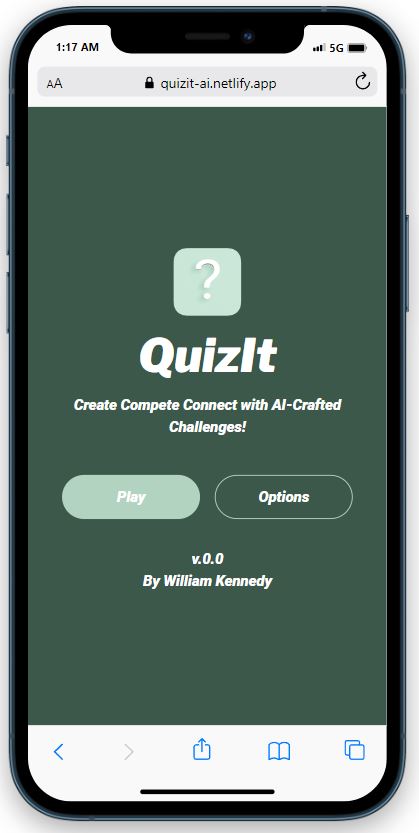 1:17 AM
5G
AA
quizit-ai.netlify.app
?
QuizIt
Create Compete Connect with AI-Crafted
Challenges!
Play
Options
v.0.0
By William Kennedy